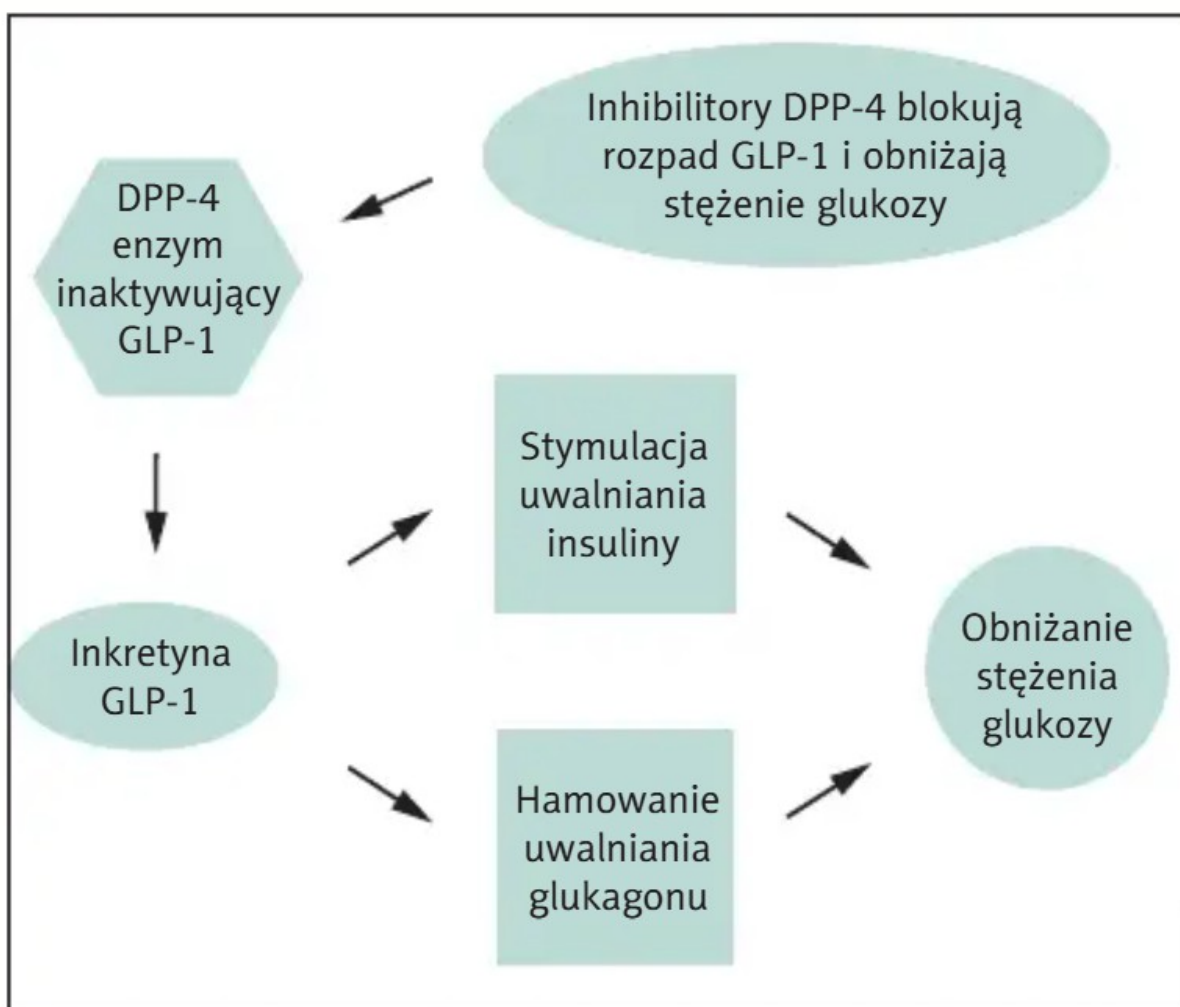 Inhibilitory DPP-4 blokują
rozpad GLP-1 i obniżają
stężenie glukozy
DPP-4
enzym
inaktywujący
GLP-1
Stymulacja
uwalniania
insuliny
Inkretyna
GLP-1
Obniżanie
stężenia
glukozy
Hamowanie
uwalniania
glukagonu